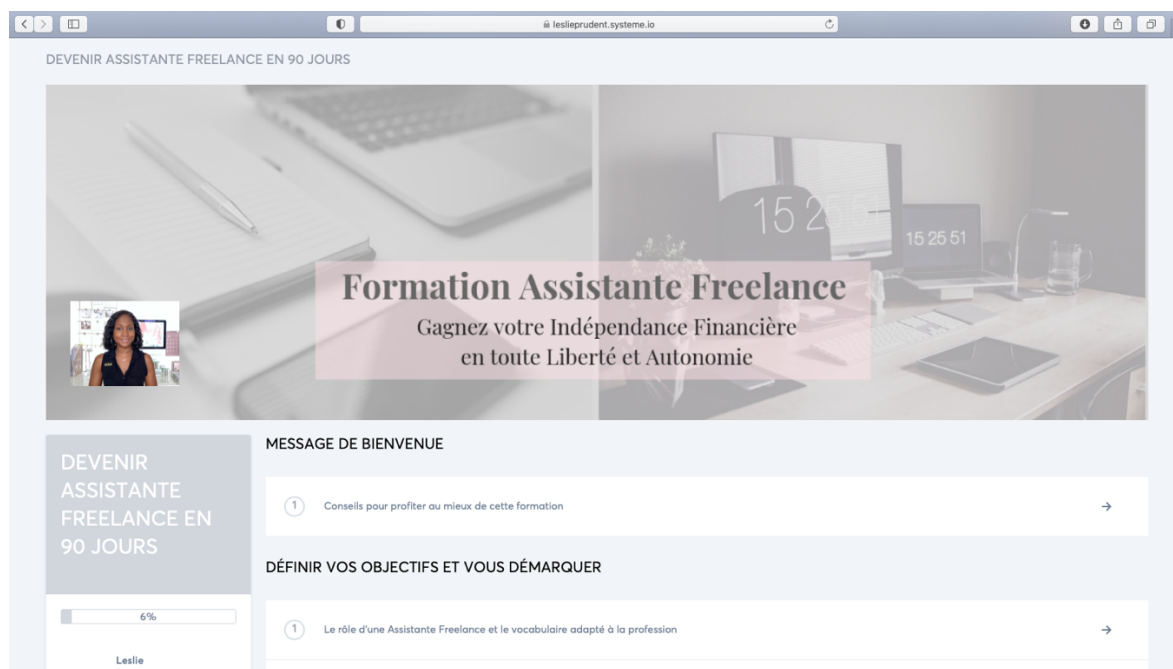 leslieprudent.systeme.io
DEVENIR ASSISTANTE FREELANCE EN 90 JOURS
15 25 51
15 25 51
Formation Assistante Freelance
Gagnez votre Indépendance Financière
en toute Liberté et Autonomie
DEVENIR
ASSISTANTE
FREELANCE EN
90 JOURS
6%
Leslie
MESSAGE DE BIENVENUE
1 Conseils pour profiter au mieux de cette formation
DÉFINIR VOS OBJECTIFS ET VOUS DÉMARQUER
1 Le rôle d'une Assistante Freelance et le vocabulaire adapté à la profession